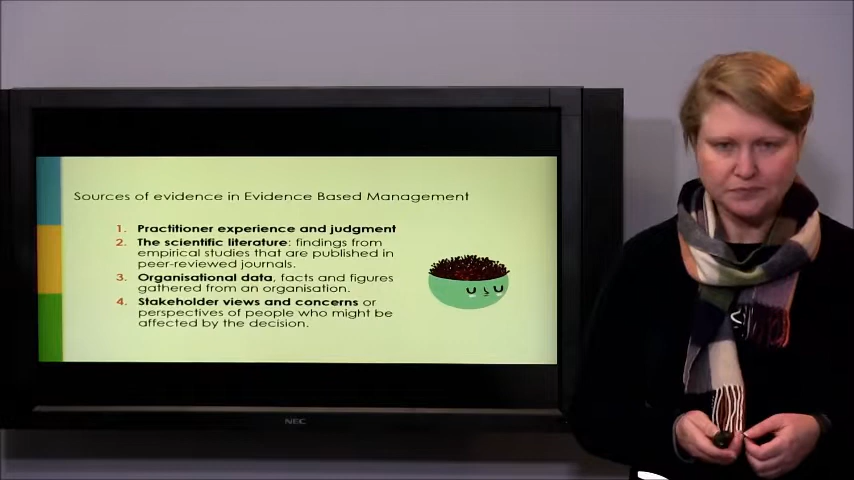 Sources of evidence in Evidence Based Management
1. Practitioner experience and judgment
2. The scientific literature: findings from
empirical studies that are published in
peer-reviewed journals.
3. Organisational data, facts and figures
gathered from an organisation.
4. Stakeholder views and concerns or
perspectives of people who might be
affected by the decision.
NEC